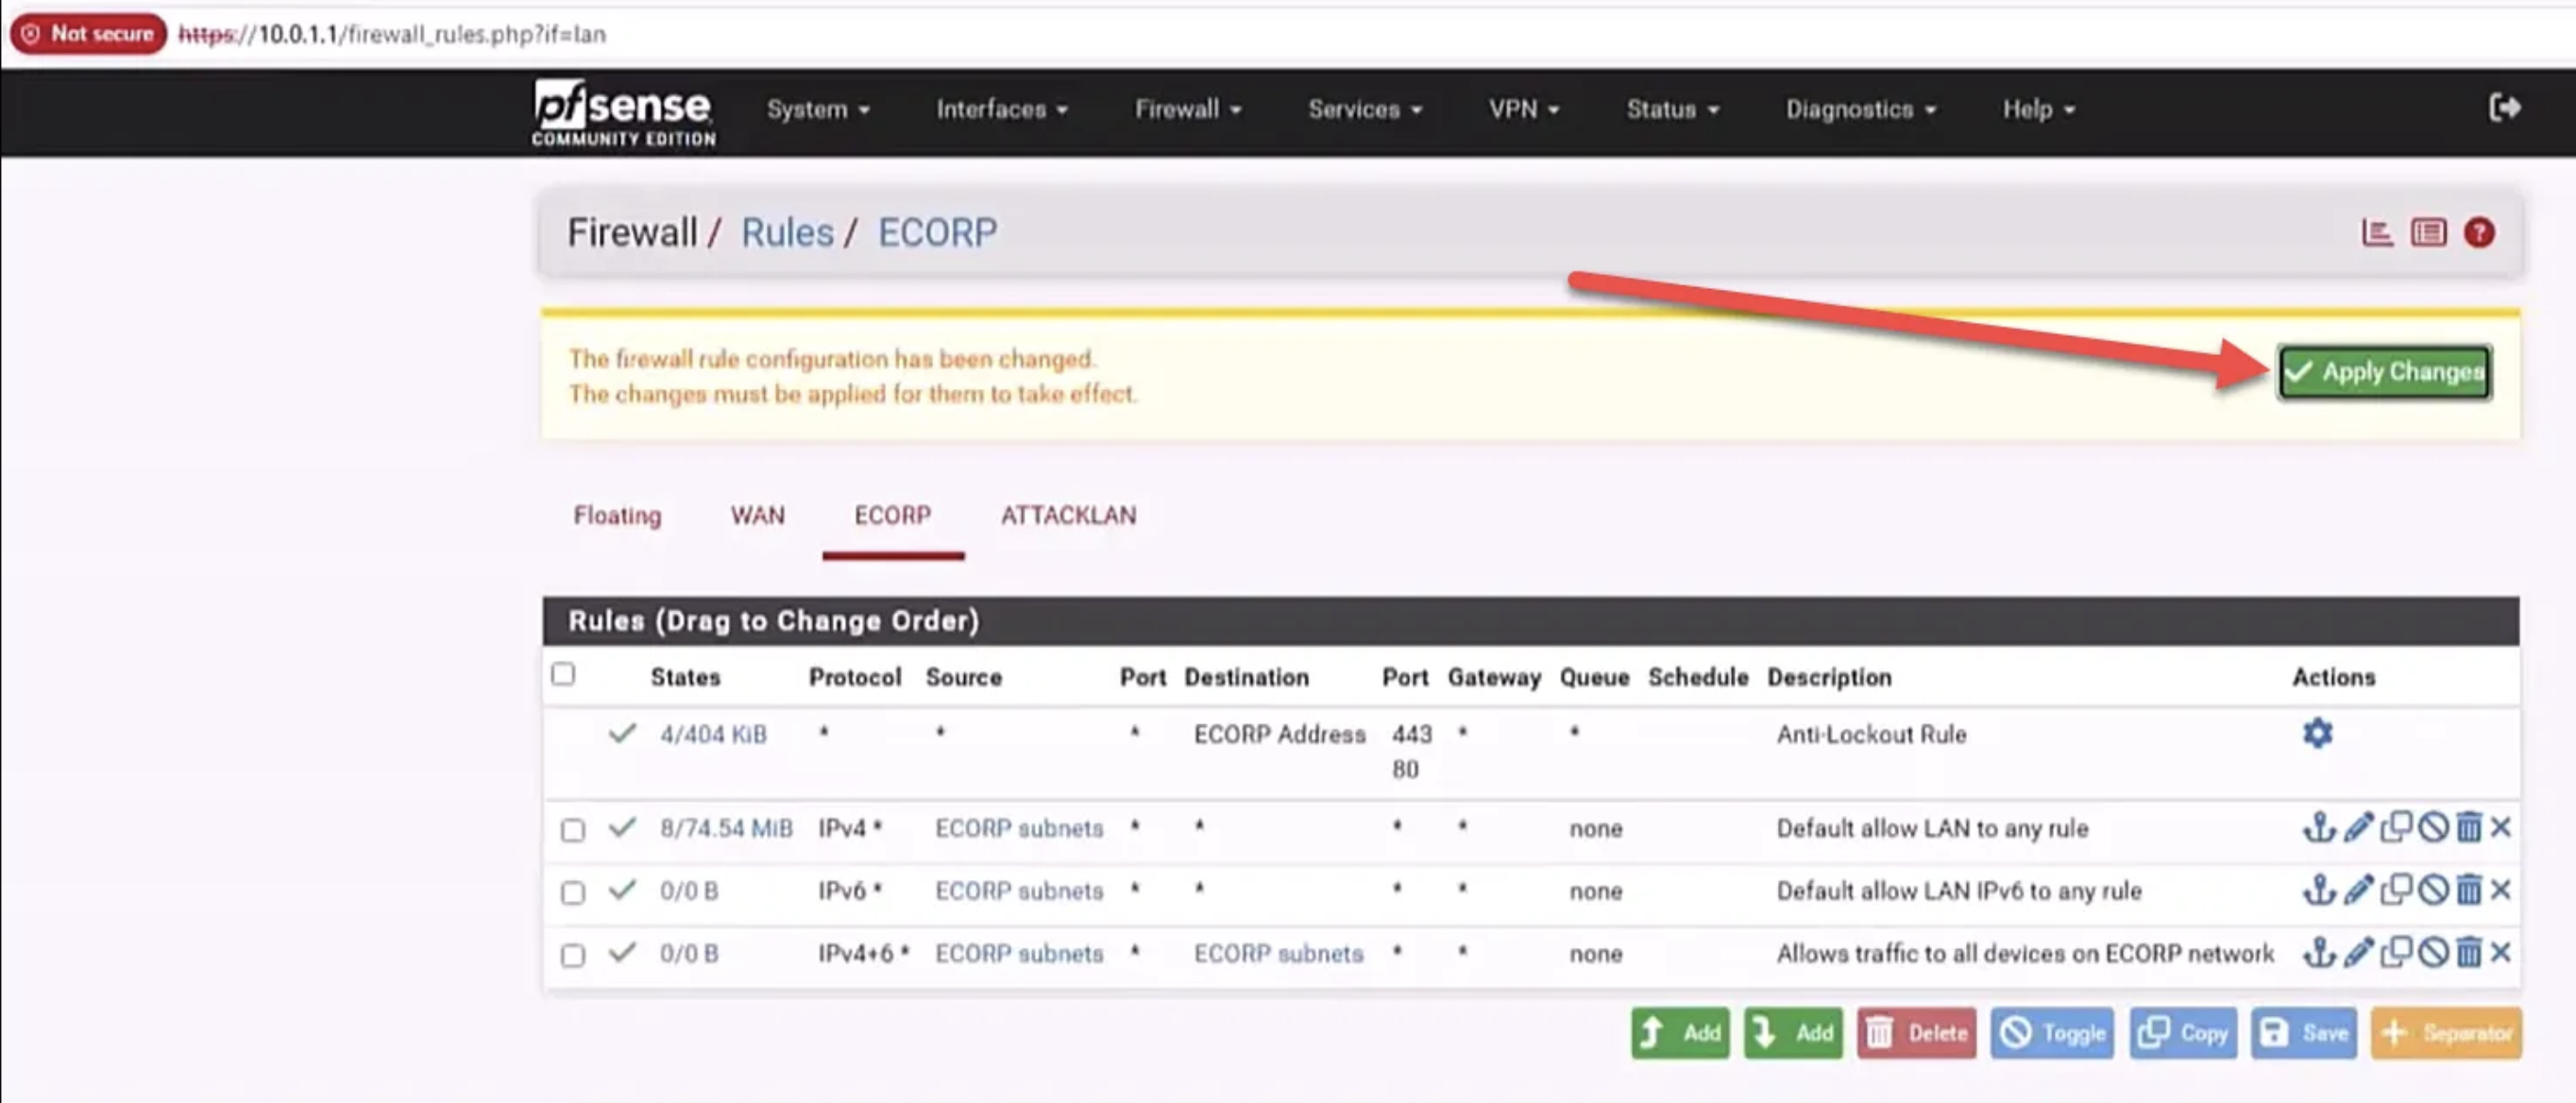 Not secure https://10.0.1.1/firewall_rules.php?if=lan
pfsense System Interfaces Firewall Services VPN Status Diagnostics Help
COMMUNITY EDITION
Firewall / Rules / ECORP
The firewall rule configuration has been changed.
The changes must be applied for them to take effect.
Apply Changes
Floating WAN ECORP ATTACKLAN
Rules (Drag to Change Order)
States Protocol Source Port Destination Port Gateway Queue Schedule Description Actions
4/404 KiB * * * ECORP Address 443 * * Anti-Lockout Rule
80
8/74.54 MiB IPv4 * ECORP subnets * * * * none Default allow LAN to any rule
0/0 B IPv6 * ECORP subnets * * * * none Default allow LAN IPv6 to any rule
0/0 B IPv4+6 * ECORP subnets * ECORP subnets * * none Allows traffic to all devices on ECORP network
Add Add Delete Toggle Copy Save Separator